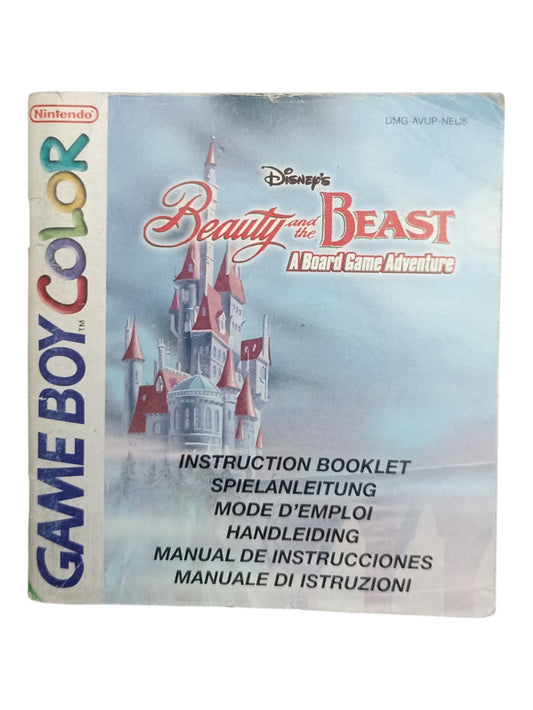 Nintendo®
GAME BOY COLOR
TM
DMG-AVUP-NEU6
Disney's
Beauty and the BEAST
A Board Game Adventure
INSTRUCTION BOOKLET
SPIELANLEITUNG
MODE D'EMPLOI
HANDLEIDING
MANUAL DE INSTRUCCIONES
MANUALE DI ISTRUZIONI